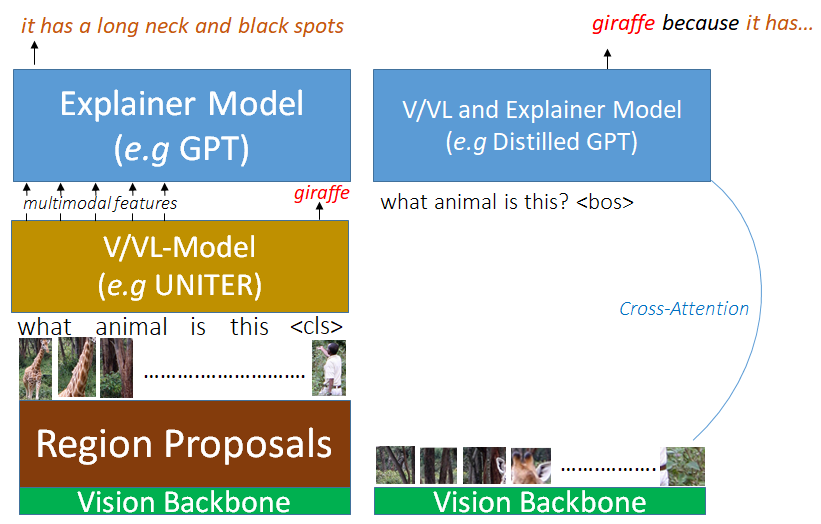 it has a long neck and black spots
Explainer Model
(e.g GPT)
multimodal features
giraffe
V/VL-Model
(e.g UNITER)
what animal is this <cls>
...............................
Region Proposals
Vision Backbone
giraffe because it has...
V/VL and Explainer Model
(e.g Distilled GPT)
what animal is this? <bos>
Cross-Attention
..................
Vision Backbone